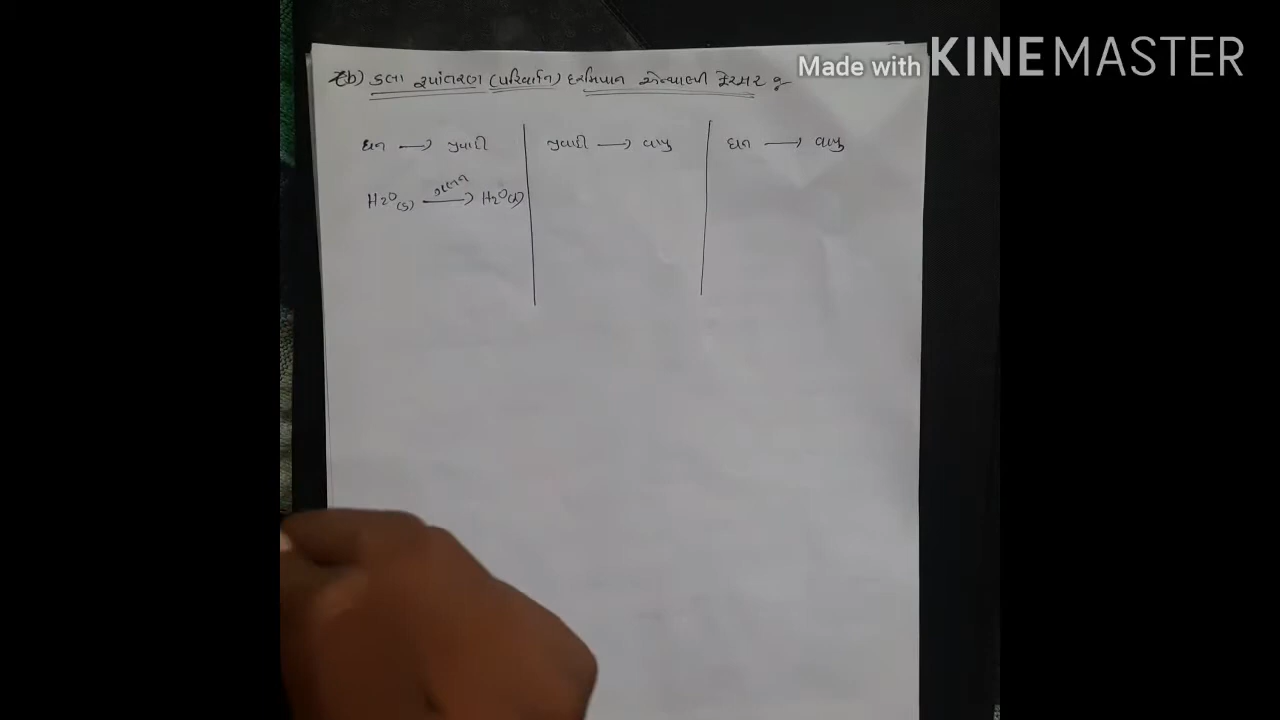 Made with KINEMASTER
(b) કલા રૂપાંતરણ (પરિવર્તન) દરમિયાન એન્થાલ્પી ફેરફાર
ઘન → પ્રવાહી
પ્રવાહી → વાયુ
ઘન → વાયુ
H₂O(s) →ગલન H₂O(l)